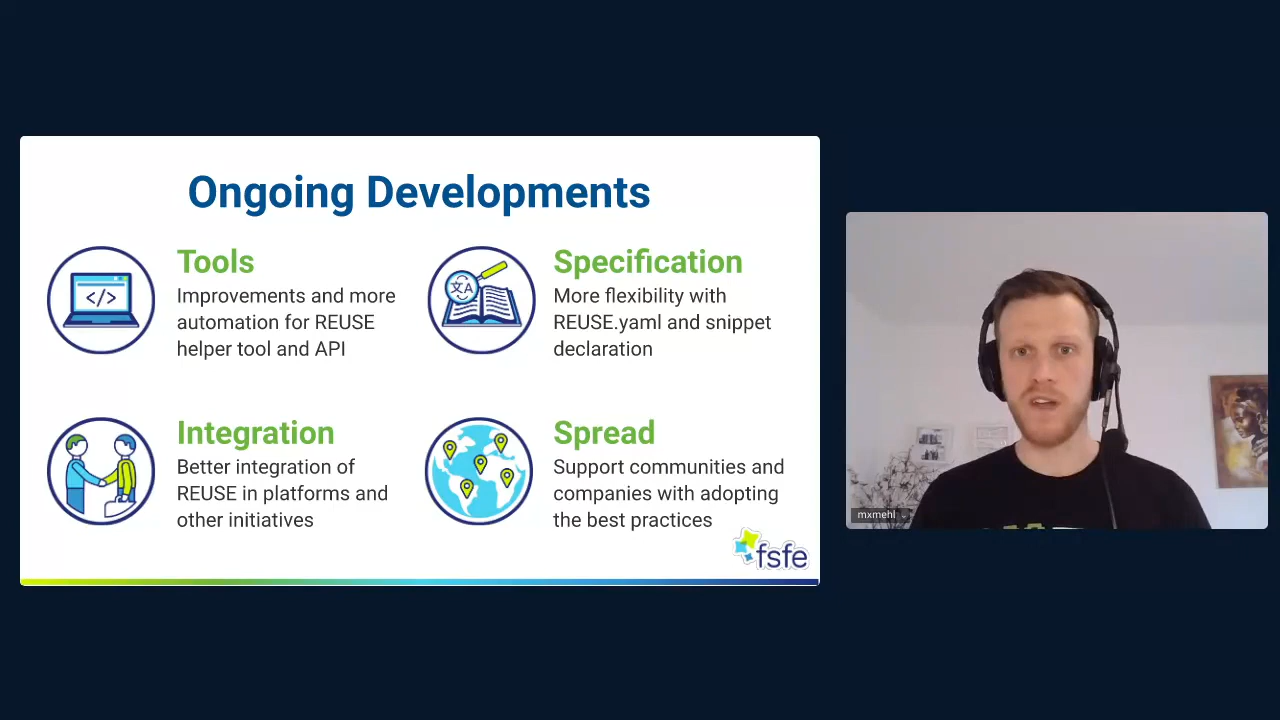 Ongoing Developments
Tools
Improvements and more
automation for REUSE
helper tool and API
Specification
More flexibility with
REUSE.yaml and snippet
declaration
Integration
Better integration of
REUSE in platforms and
other initiatives
Spread
Support communities and
companies with adopting
the best practices
fsfe
</>
文A
mxmehl